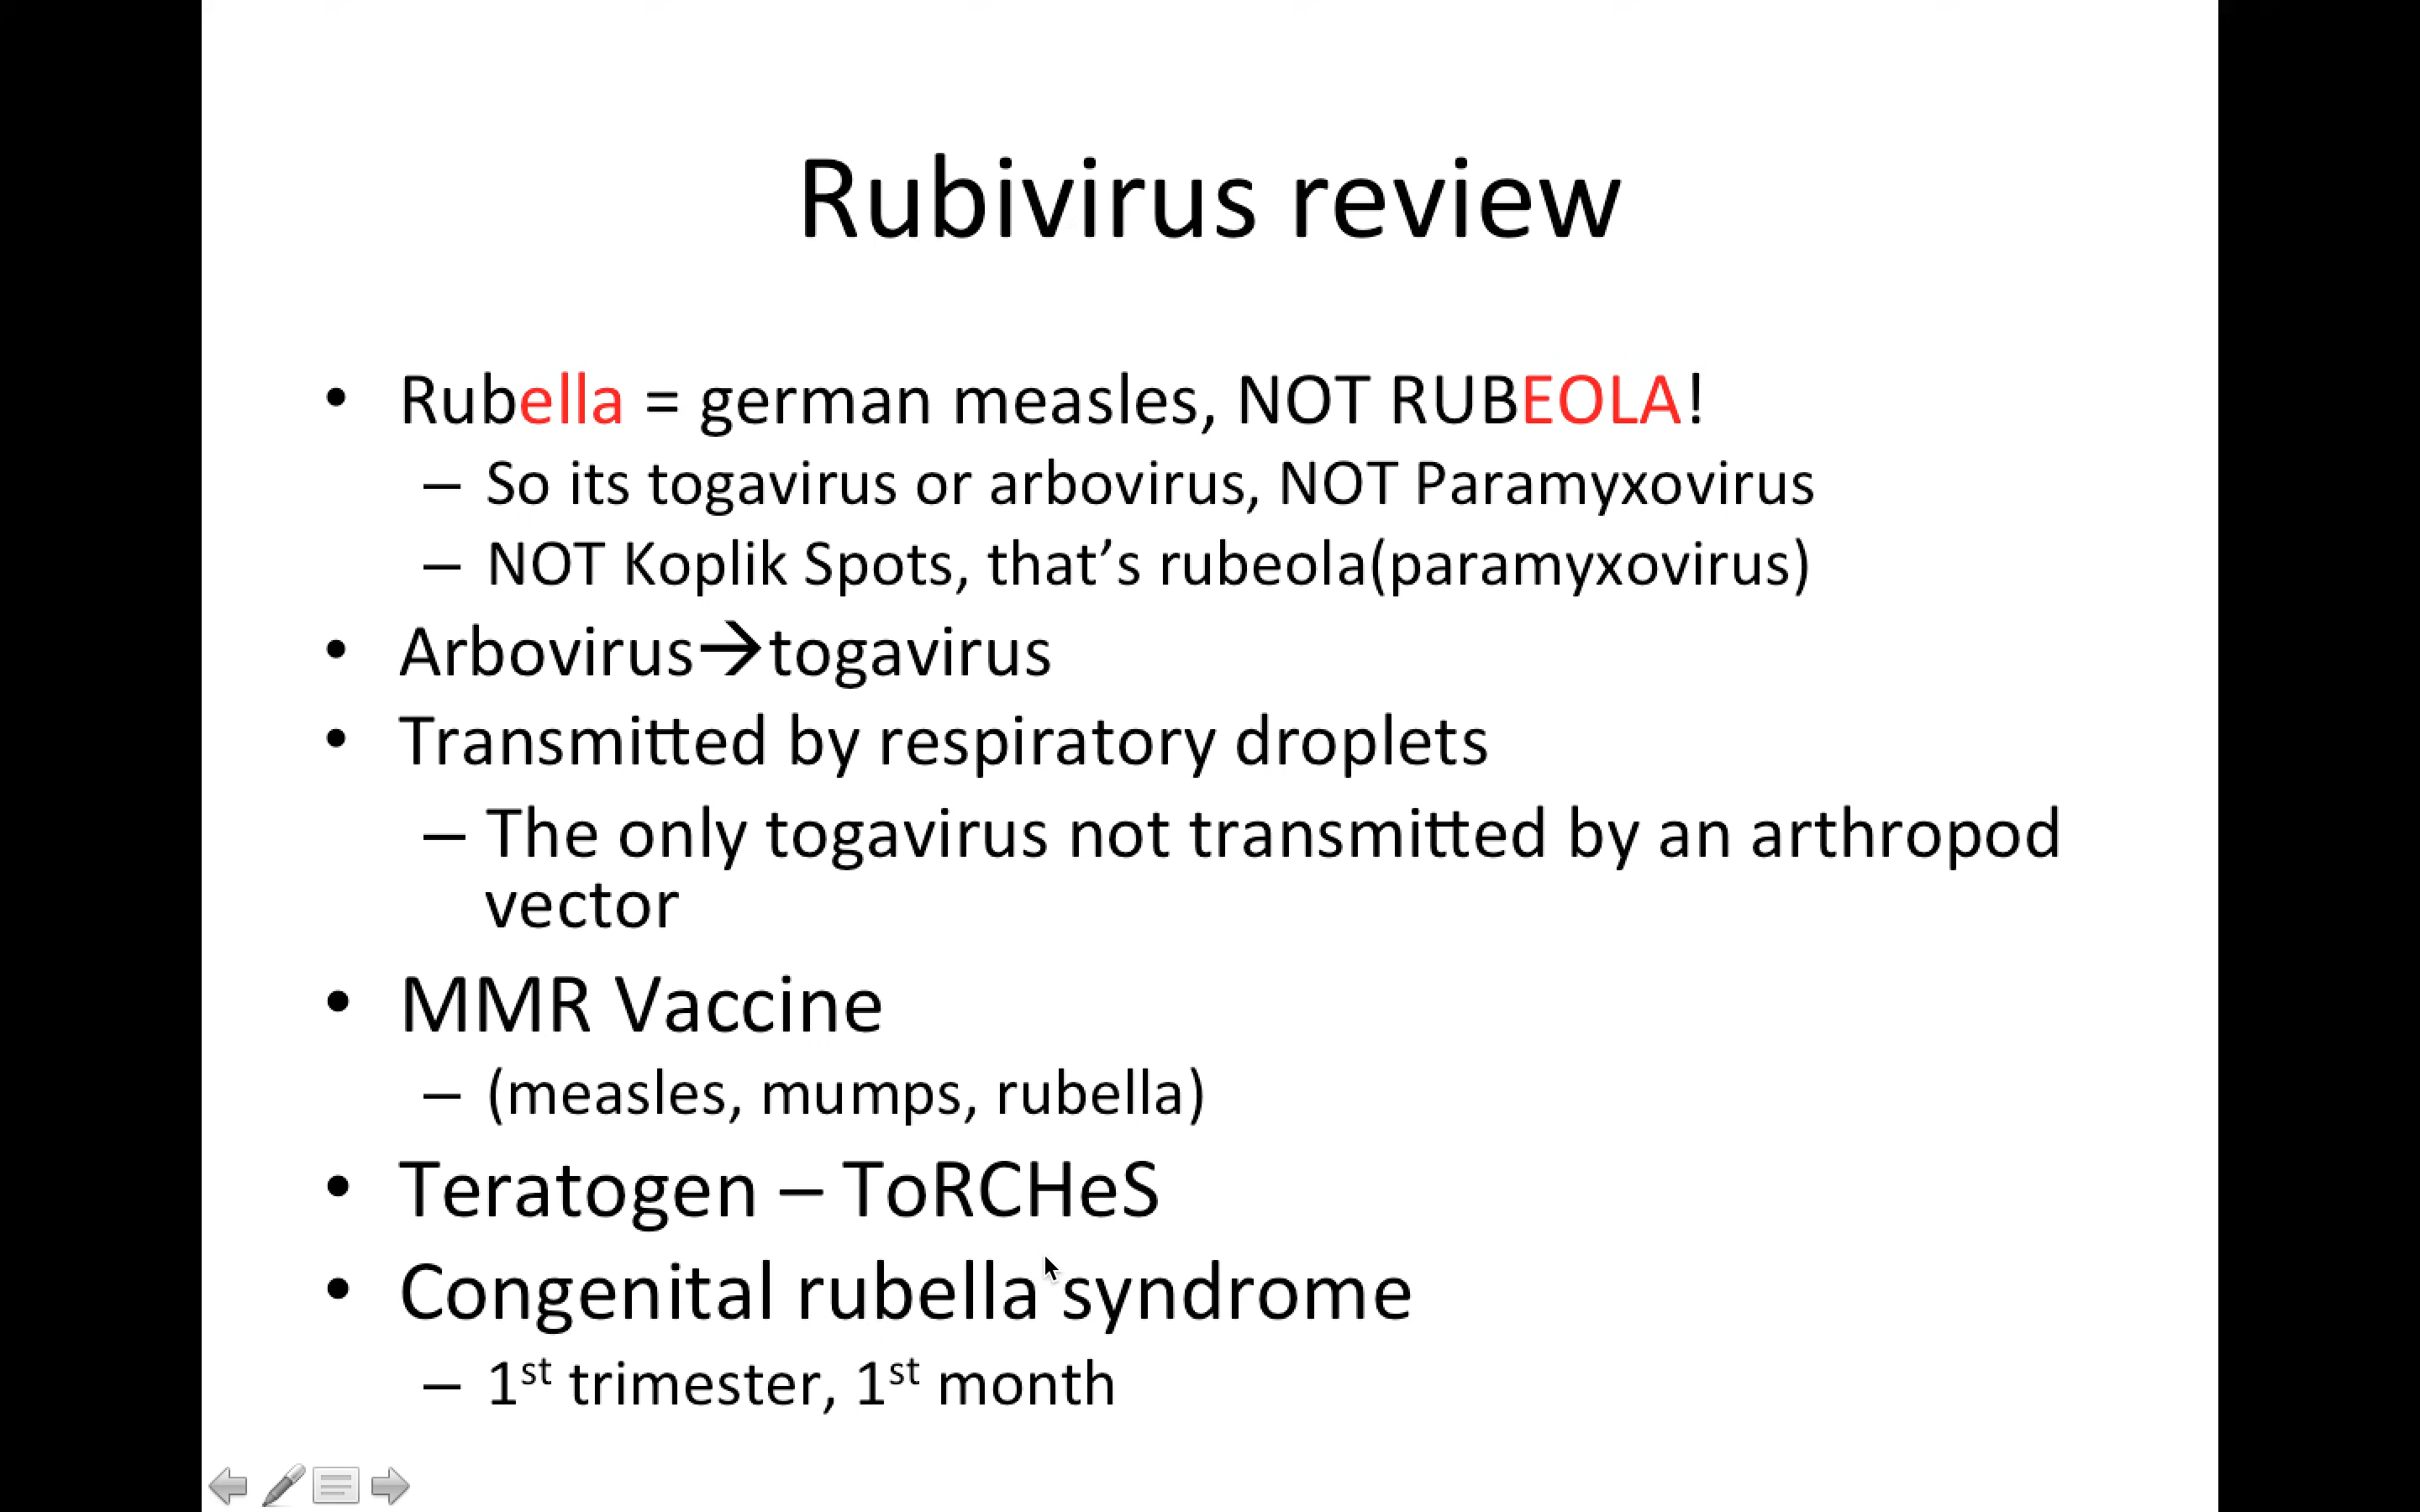 Rubivirus review
• Rubella = german measles, NOT RUBEOLA!
– So its togavirus or arbovirus, NOT Paramyxovirus
– NOT Koplik Spots, that's rubeola(paramyxovirus)
• Arbovirus→togavirus
• Transmitted by respiratory droplets
– The only togavirus not transmitted by an arthropod
vector
• MMR Vaccine
– (measles, mumps, rubella)
• Teratogen – ToRCHeS
• Congenital rubella syndrome
– 1st trimester, 1st month